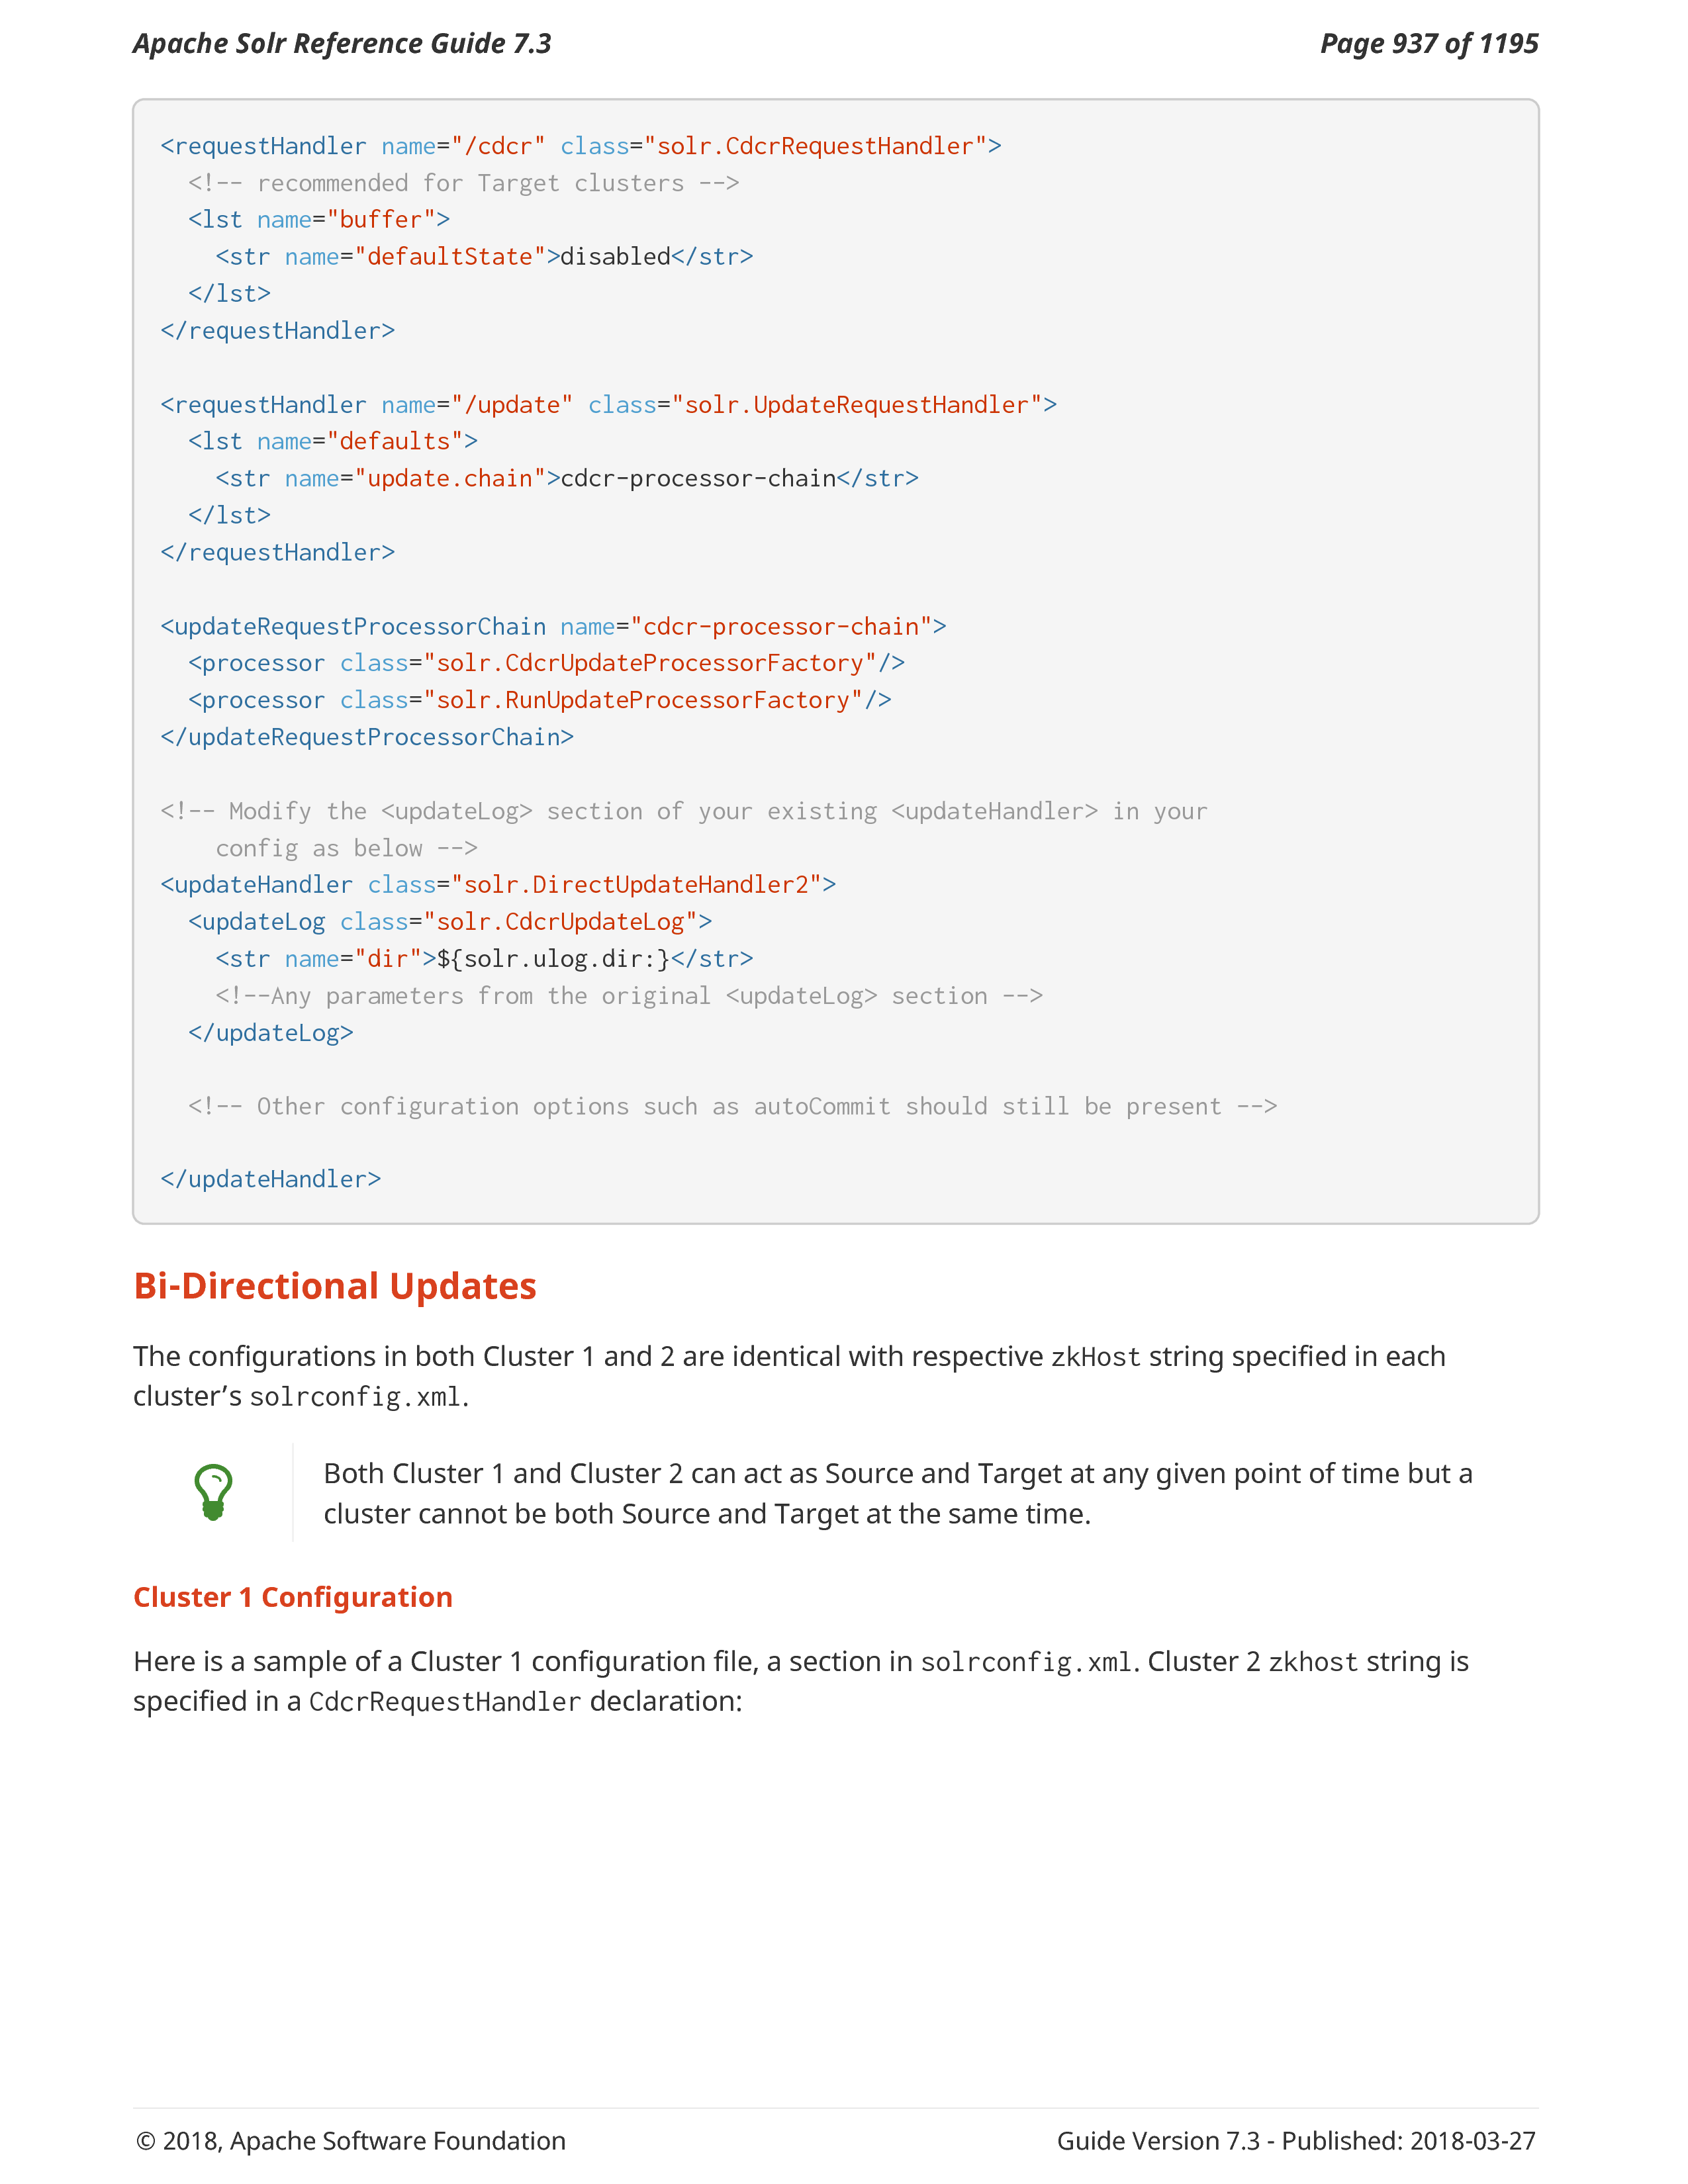 Apache Solr Reference Guide 7.3
Page 937 of 1195
<requestHandler name="/cdcr" class="solr.CdcrRequestHandler">
  <!-- recommended for Target clusters -->
  <lst name="buffer">
    <str name="defaultState">disabled</str>
  </lst>
</requestHandler>

<requestHandler name="/update" class="solr.UpdateRequestHandler">
  <lst name="defaults">
    <str name="update.chain">cdcr-processor-chain</str>
  </lst>
</requestHandler>

<updateRequestProcessorChain name="cdcr-processor-chain">
  <processor class="solr.CdcrUpdateProcessorFactory"/>
  <processor class="solr.RunUpdateProcessorFactory"/>
</updateRequestProcessorChain>

<!-- Modify the <updateLog> section of your existing <updateHandler> in your
    config as below -->
<updateHandler class="solr.DirectUpdateHandler2">
  <updateLog class="solr.CdcrUpdateLog">
    <str name="dir">${solr.ulog.dir:}</str>
    <!--Any parameters from the original <updateLog> section -->
  </updateLog>

  <!-- Other configuration options such as autoCommit should still be present -->

</updateHandler>
Bi-Directional Updates
The configurations in both Cluster 1 and 2 are identical with respective zkHost string specified in each
cluster’s solrconfig.xml.
Both Cluster 1 and Cluster 2 can act as Source and Target at any given point of time but a
cluster cannot be both Source and Target at the same time.
Cluster 1 Configuration
Here is a sample of a Cluster 1 configuration file, a section in solrconfig.xml. Cluster 2 zkhost string is
specified in a CdcrRequestHandler declaration:
© 2018, Apache Software Foundation
Guide Version 7.3 - Published: 2018-03-27